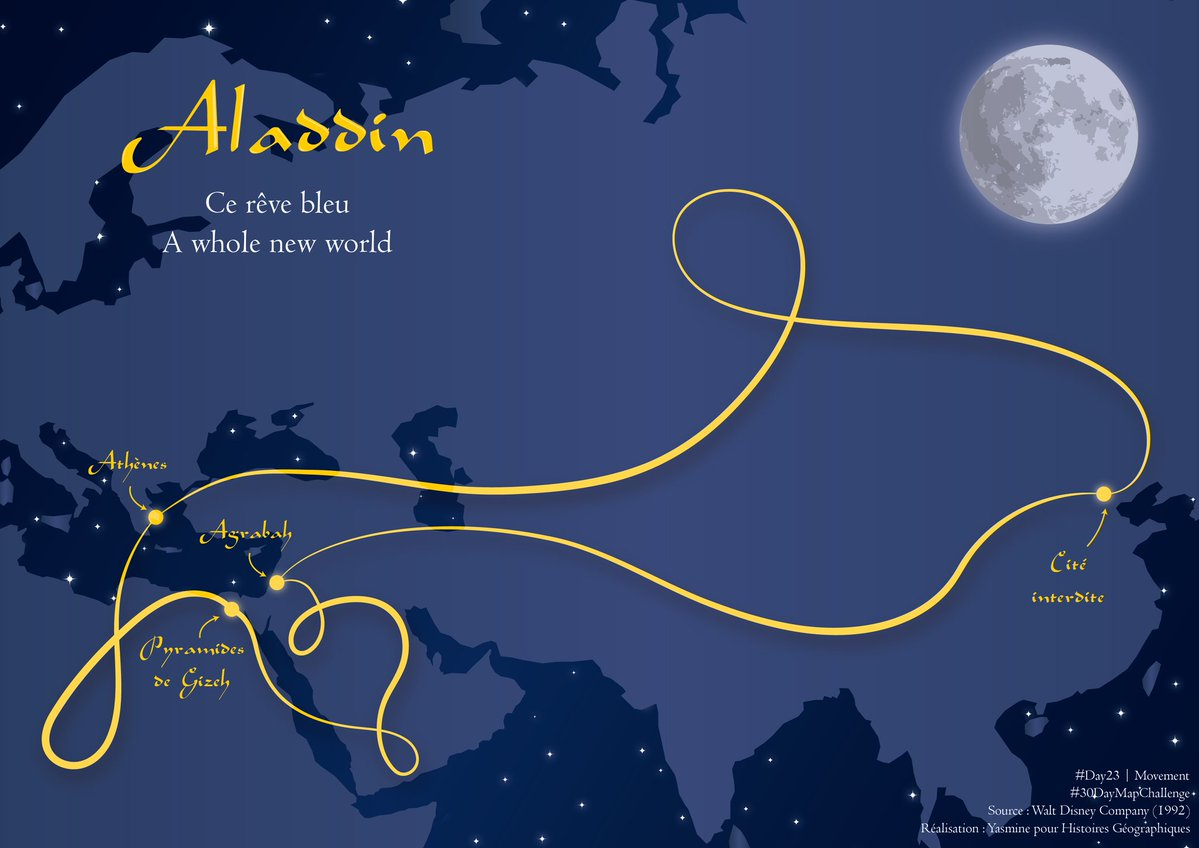 Aladdin
Ce rêve bleu
A whole new world
Athènes
Agrabah
Pyramides
de Gizeh
Cité
interdite
#Day23 | Movement
#30DayMapChallenge
Source : Walt Disney Company (1992)
Réalisation : Yasmine pour Histoires Géographiques